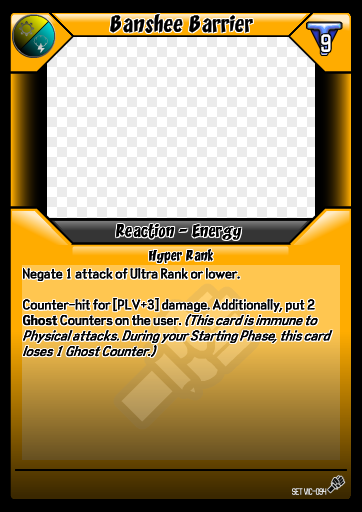 Banshee Barrier
9
Reaction - Energy
Hyper Rank
Negate 1 attack of Ultra Rank or lower.
Counter-hit for [PLV+3] damage. Additionally, put 2
Ghost Counters on the user. (This card is immune to
Physical attacks. During your Starting Phase, this card
loses 1 Ghost Counter.)
SET VIC-094